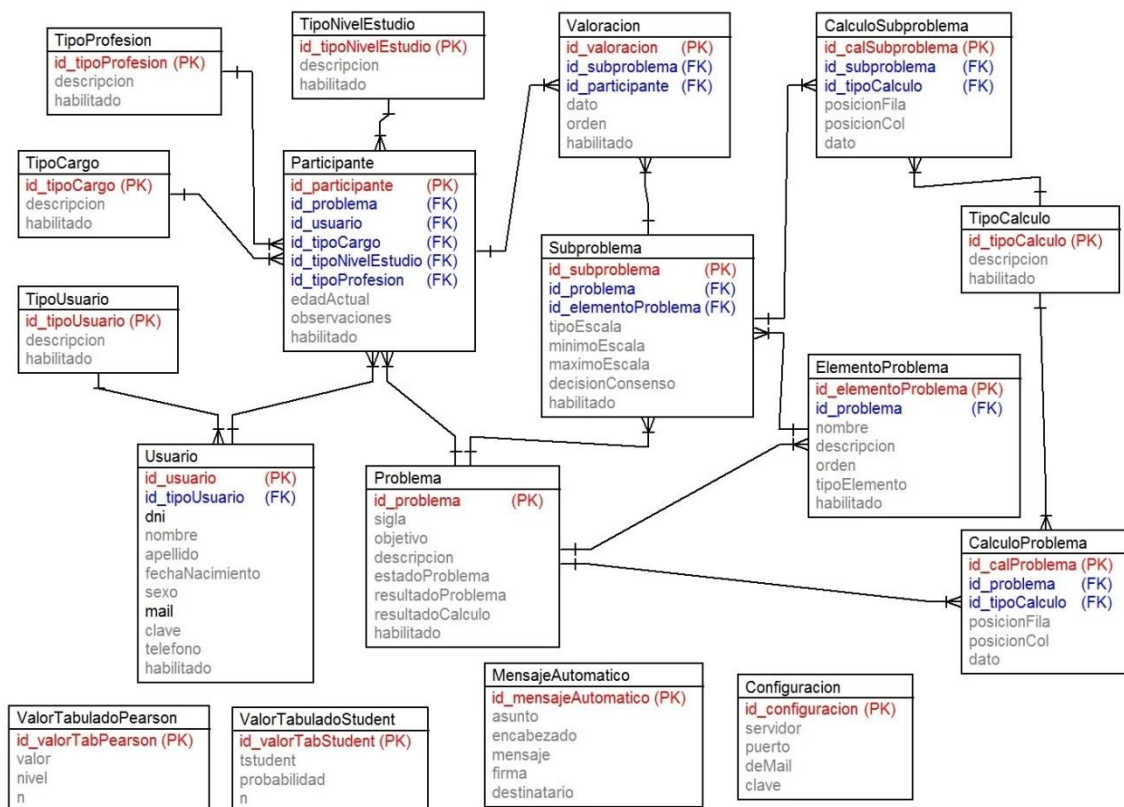 TipoProfesion
id_tipoProfesion (PK)
descripcion
habilitado
TipoNivelEstudio
id_tipoNivelEstudio (PK)
descripcion
habilitado
Valoracion
id_valoracion (PK)
id_subproblema (FK)
id_participante (FK)
dato
orden
habilitado
CalculoSubproblema
id_calSubproblema (PK)
id_subproblema (FK)
id_tipoCalculo (FK)
posicionFila
posicionCol
dato
TipoCargo
id_tipoCargo (PK)
descripcion
habilitado
Participante
id_participante (PK)
id_problema (FK)
id_usuario (FK)
id_tipoCargo (FK)
id_tipoNivelEstudio (FK)
id_tipoProfesion (FK)
edadActual
observaciones
habilitado
Subproblema
id_subproblema (PK)
id_problema (FK)
id_elementoProblema (FK)
tipoEscala
minimoEscala
maximoEscala
decisionConsenso
habilitado
TipoCalculo
id_tipoCalculo (PK)
descripcion
habilitado
TipoUsuario
id_tipoUsuario (PK)
descripcion
habilitado
ElementoProblema
id_elementoProblema (PK)
id_problema (FK)
nombre
descripcion
orden
tipoElemento
habilitado
Usuario
id_usuario (PK)
id_tipoUsuario (FK)
dni
nombre
apellido
fechaNacimiento
sexo
mail
clave
telefono
habilitado
Problema
id_problema (PK)
sigla
objetivo
descripcion
estadoProblema
resultadoProblema
resultadoCalculo
habilitado
CalculoProblema
id_calProblema (PK)
id_problema (FK)
id_tipoCalculo (FK)
posicionFila
posicionCol
dato
ValorTabuladoPearson
id_valorTabPearson (PK)
valor
nivel
n
ValorTabuladoStudent
id_valorTabStudent (PK)
tstudent
probabilidad
n
MensajeAutomatico
id_mensajeAutomatico (PK)
asunto
encabezado
mensaje
firma
destinatario
Configuracion
id_configuracion (PK)
servidor
puerto
deMail
clave